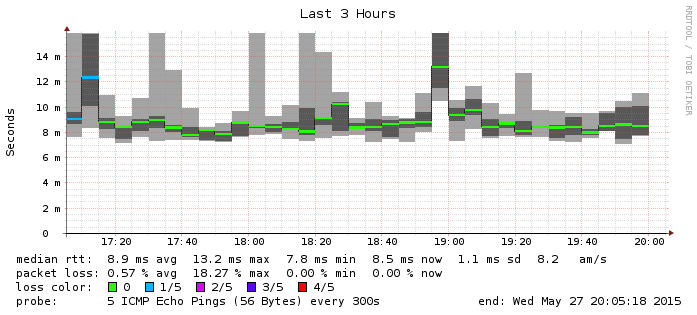 Last 3 Hours
RRDTOOL / TOBI OETIKER
Seconds
14 m
12 m
10 m
8 m
6 m
4 m
2 m
0
17:20 17:40 18:00 18:20 18:40 19:00 19:20 19:40 20:00
median rtt: 8.9 ms avg 13.2 ms max 7.8 ms min 8.5 ms now 1.1 ms sd 8.2 am/s
packet loss: 0.57 % avg 18.27 % max 0.00 % min 0.00 % now
loss color: 0 1/5 2/5 3/5 4/5
probe: 5 ICMP Echo Pings (56 Bytes) every 300s end: Wed May 27 20:05:18 2015